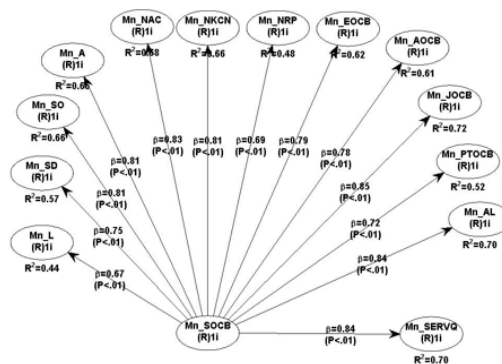 Mn_NAC
(R)1i
R²=0.68
Mn_NKCN
(R)1i
R²=0.66
Mn_NRP
(R)1i
R²=0.48
Mn_EOCB
(R)1i
R²=0.62
Mn_AOCB
(R)1i
R²=0.61
Mn_A
(R)1i
R²=0.66
Mn_JOCB
(R)1i
R²=0.72
Mn_SO
(R)1i
R²=0.66
Mn_PTOCB
(R)1i
R²=0.52
Mn_SD
(R)1i
R²=0.57
Mn_AL
(R)1i
R²=0.70
Mn_L
(R)1i
R²=0.44
β=0.83
(P<.01)
β=0.81
(P<.01)
β=0.69
(P<.01)
β=0.79
(P<.01)
β=0.78
(P<.01)
β=0.81
(P<.01)
β=0.85
(P<.01)
β=0.81
(P<.01)
β=0.72
(P<.01)
β=0.75
(P<.01)
β=0.84
(P<.01)
β=0.67
(P<.01)
Mn_SOCB
(R)1i
β=0.84
(P<.01)
Mn_SERVQ
(R)1i
R²=0.70